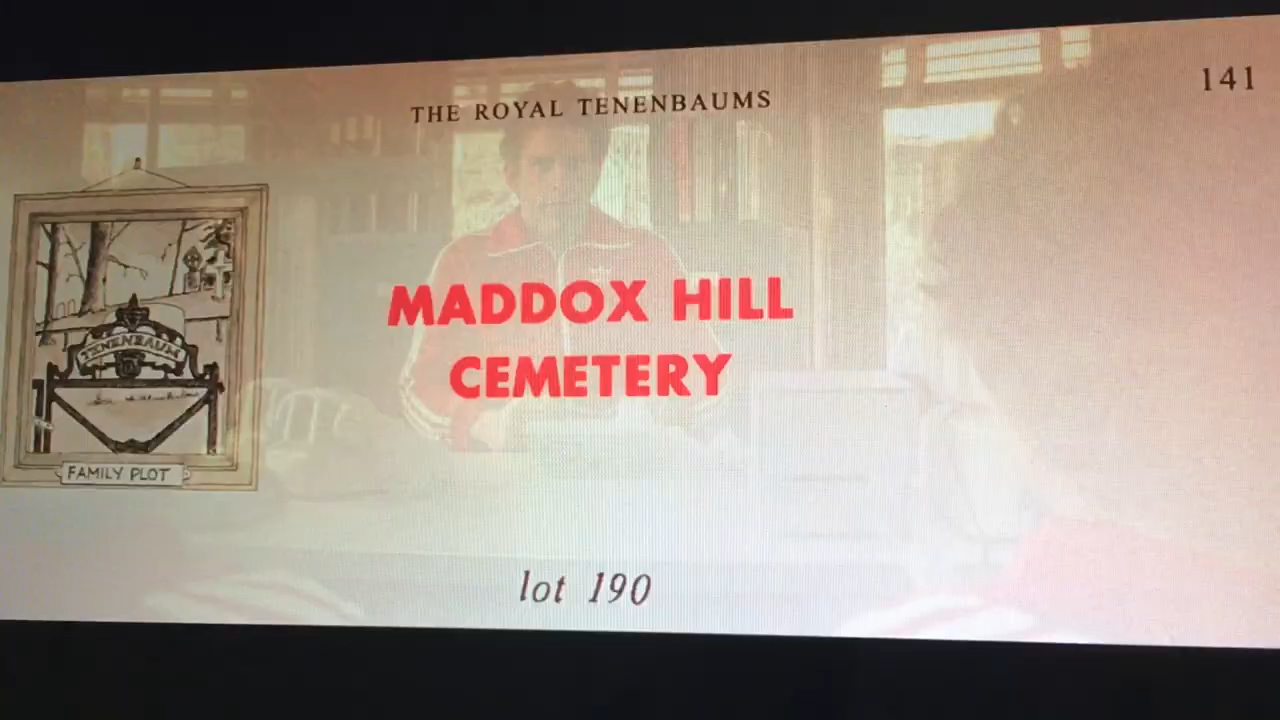 THE ROYAL TENENBAUMS
141
TENENBAUM
FAMILY PLOT
MADDOX HILL
CEMETERY
lot 190